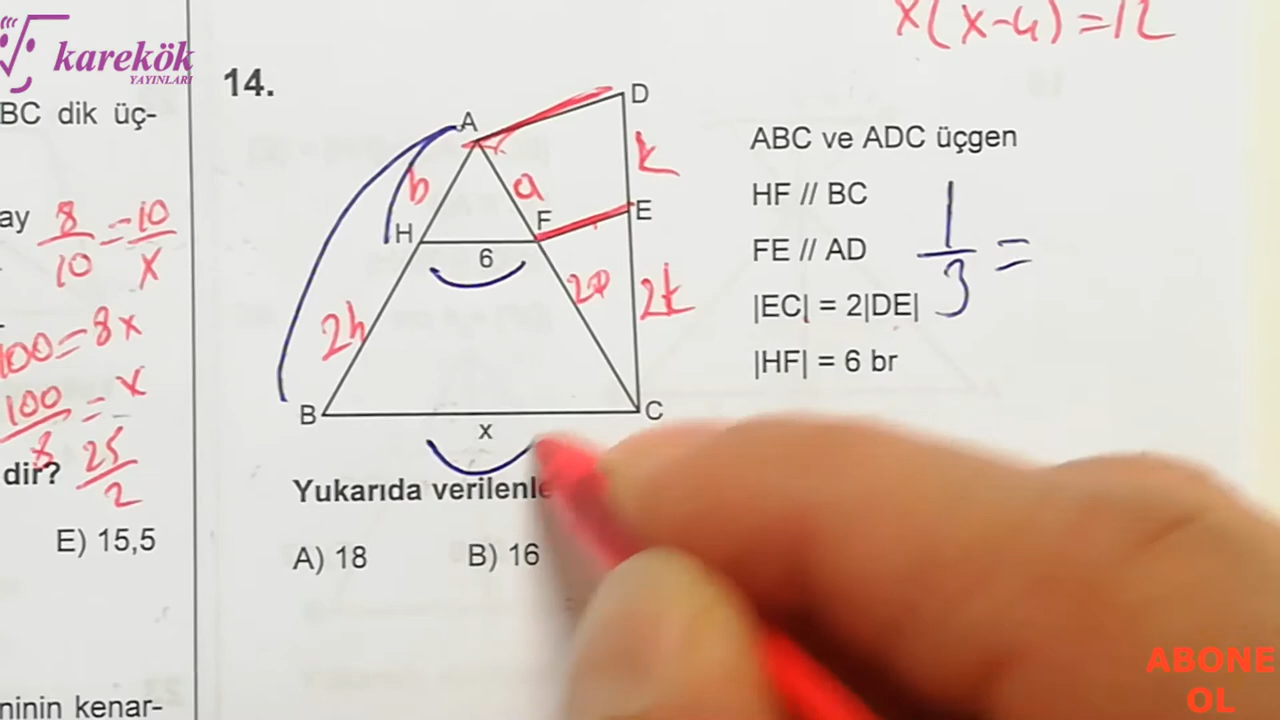 karekök
YAYINLARI
BC dik üç-
ay 8/10 = 10/x
100=8x
100/8 = x
dir? 25/2
E) 15,5
ninin kenar-
x(x-4)=12
14.
A
D
b
a
k
H
F
E
6
2h
2a
2k
B
C
x
ABC ve ADC üçgen
HF // BC
FE // AD
|EC| = 2|DE|
|HF| = 6 br
1/3 =
Yukarıda verilenle
A) 18 B) 16
ABONE
OL